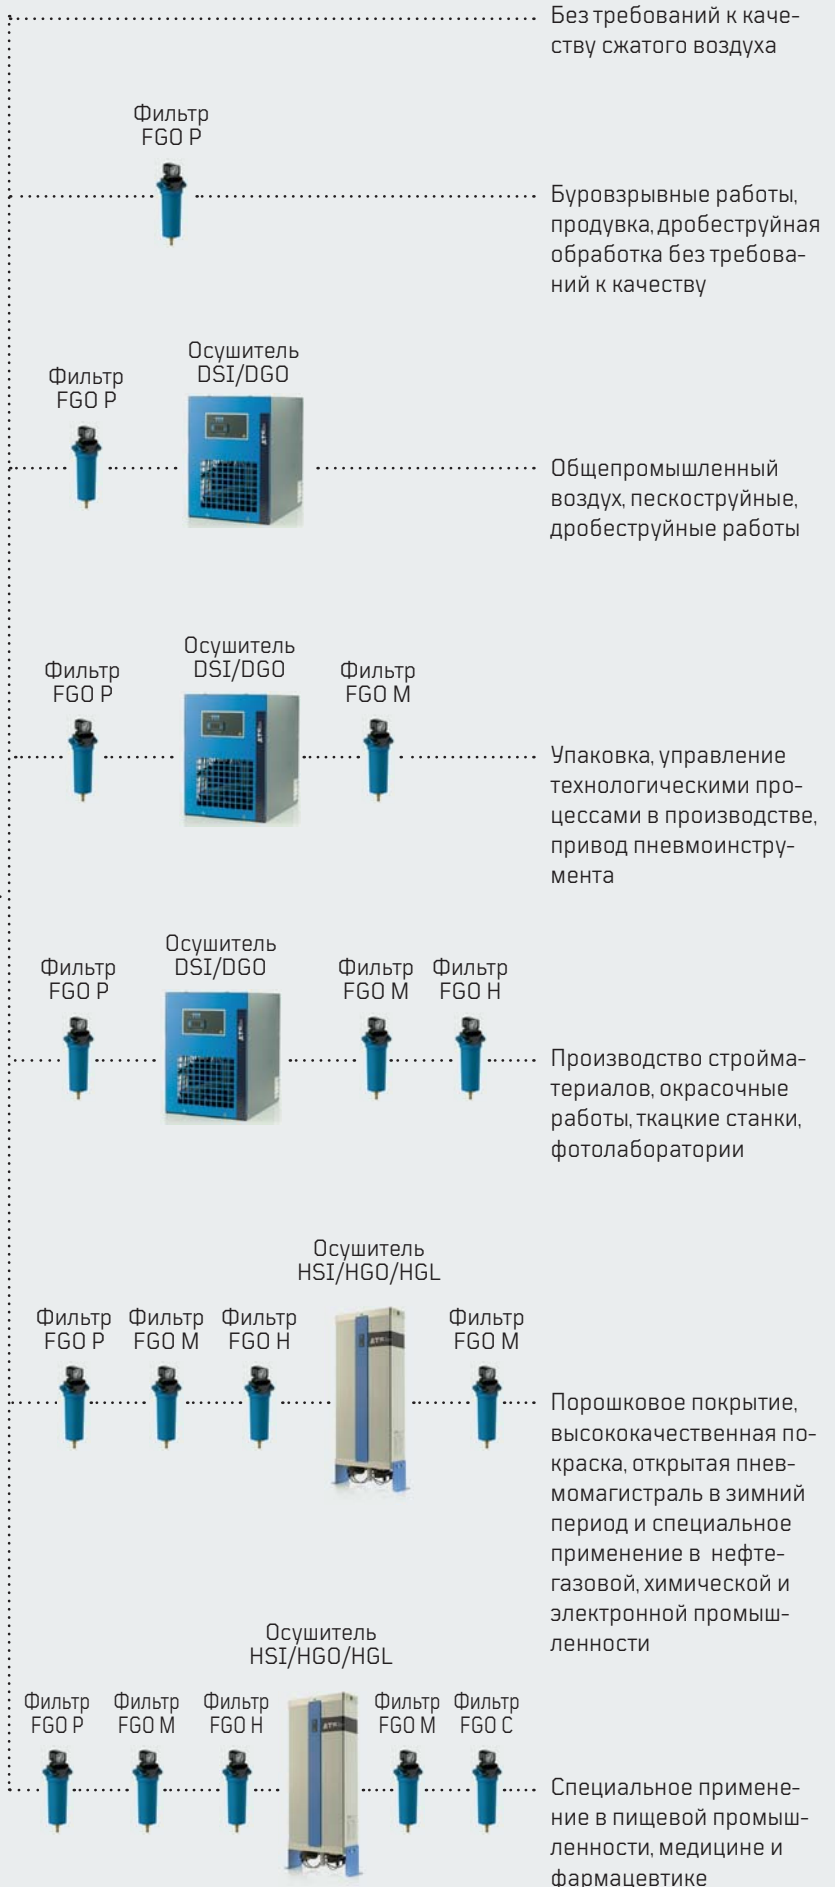 Без требований к каче-
ству сжатого воздуха
Фильтр
FGO P
Буровзрывные работы,
продувка, дробеструйная
обработка без требова-
ний к качеству
Фильтр
FGO P
Осушитель
DSI/DGO
Общепромышленный
воздух, пескоструйные,
дробеструйные работы
Фильтр
FGO P
Осушитель
DSI/DGO
Фильтр
FGO M
Упаковка, управление
технологическими про-
цессами в производстве,
привод пневмоинстру-
мента
Фильтр
FGO P
Осушитель
DSI/DGO
Фильтр
FGO M
Фильтр
FGO H
Производство стройма-
териалов, окрасочные
работы, ткацкие станки,
фотолаборатории
Фильтр
FGO P
Фильтр
FGO M
Фильтр
FGO H
Осушитель
HSI/HGO/HGL
Фильтр
FGO M
Порошковое покрытие,
высококачественная по-
краска, открытая пнев-
момагистраль в зимний
период и специальное
применение в нефте-
газовой, химической и
электронной промыш-
ленности
Фильтр
FGO P
Фильтр
FGO M
Фильтр
FGO H
Осушитель
HSI/HGO/HGL
Фильтр
FGO M
Фильтр
FGO C
Специальное примене-
ние в пищевой промыш-
ленности, медицине и
фармацевтике